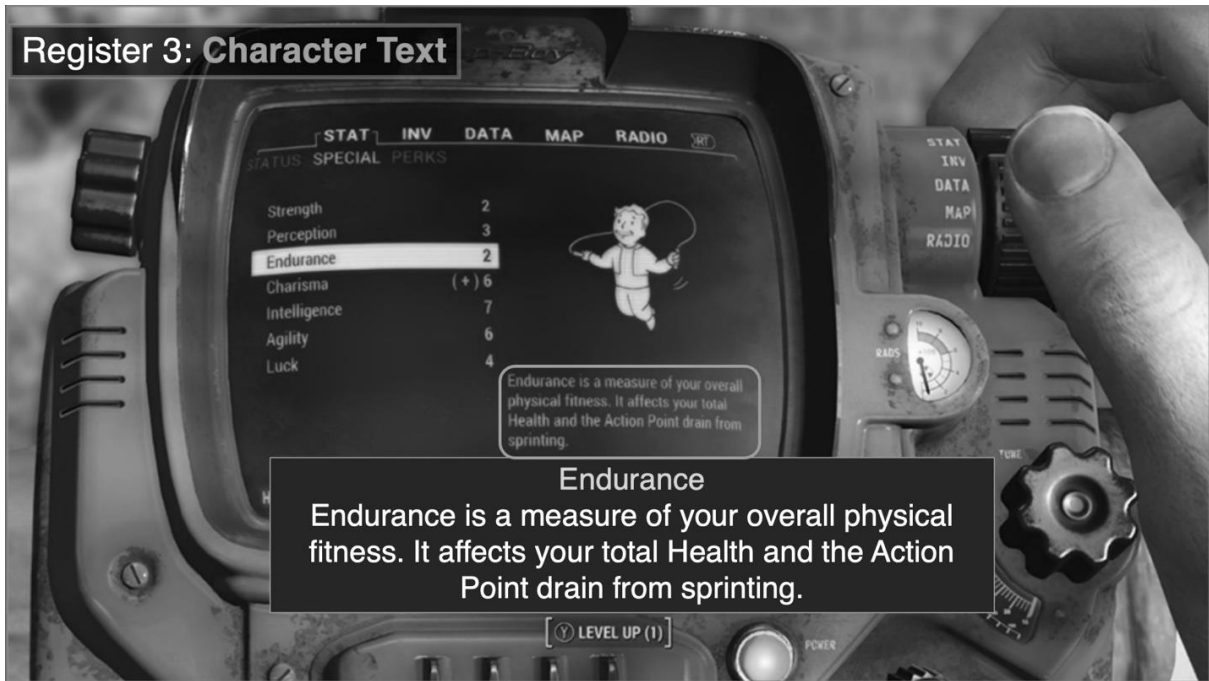 Register 3: Character Text
STAT INV DATA MAP RADIO RT
STATUS SPECIAL PERKS
Strength 2
Perception 3
Endurance 2
Charisma (+) 6
Intelligence 7
Agility 6
Luck 4
Endurance is a measure of your overall
physical fitness. It affects your total
Health and the Action Point drain from
sprinting.
STAT
INV
DATA
MAP
RADIO
RADS
TUNE
H
Endurance
Endurance is a measure of your overall physical
fitness. It affects your total Health and the Action
Point drain from sprinting.
[Y) LEVEL UP (1)]
POWER